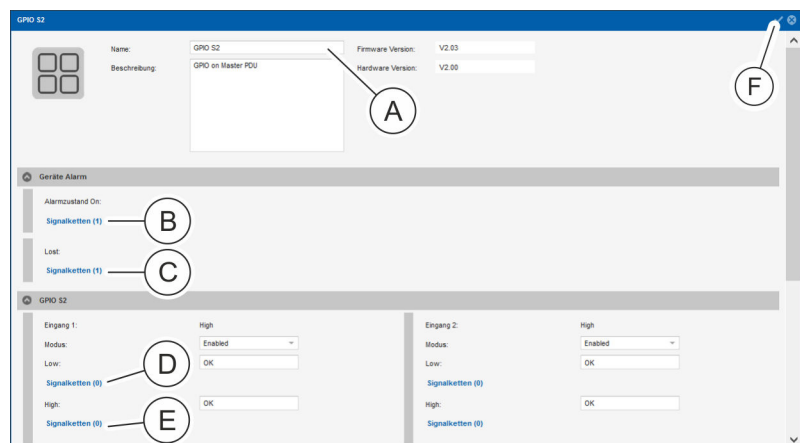 GPIO S2
Name: GPIO S2 Firmware Version: V2.03
Beschreibung: GPIO on Master PDU Hardware Version: V2.00
F
A
Geräte Alarm
Alarmzustand On:
Signalketten (1) B
Lost:
Signalketten (1) C
GPIO S2
Eingang 1: High Eingang 2: High
Modus: Enabled Modus: Enabled
Low: OK Low: OK
D
Signalketten (0) Signalketten (0)
High: OK High: OK
Signalketten (0) E Signalketten (0)